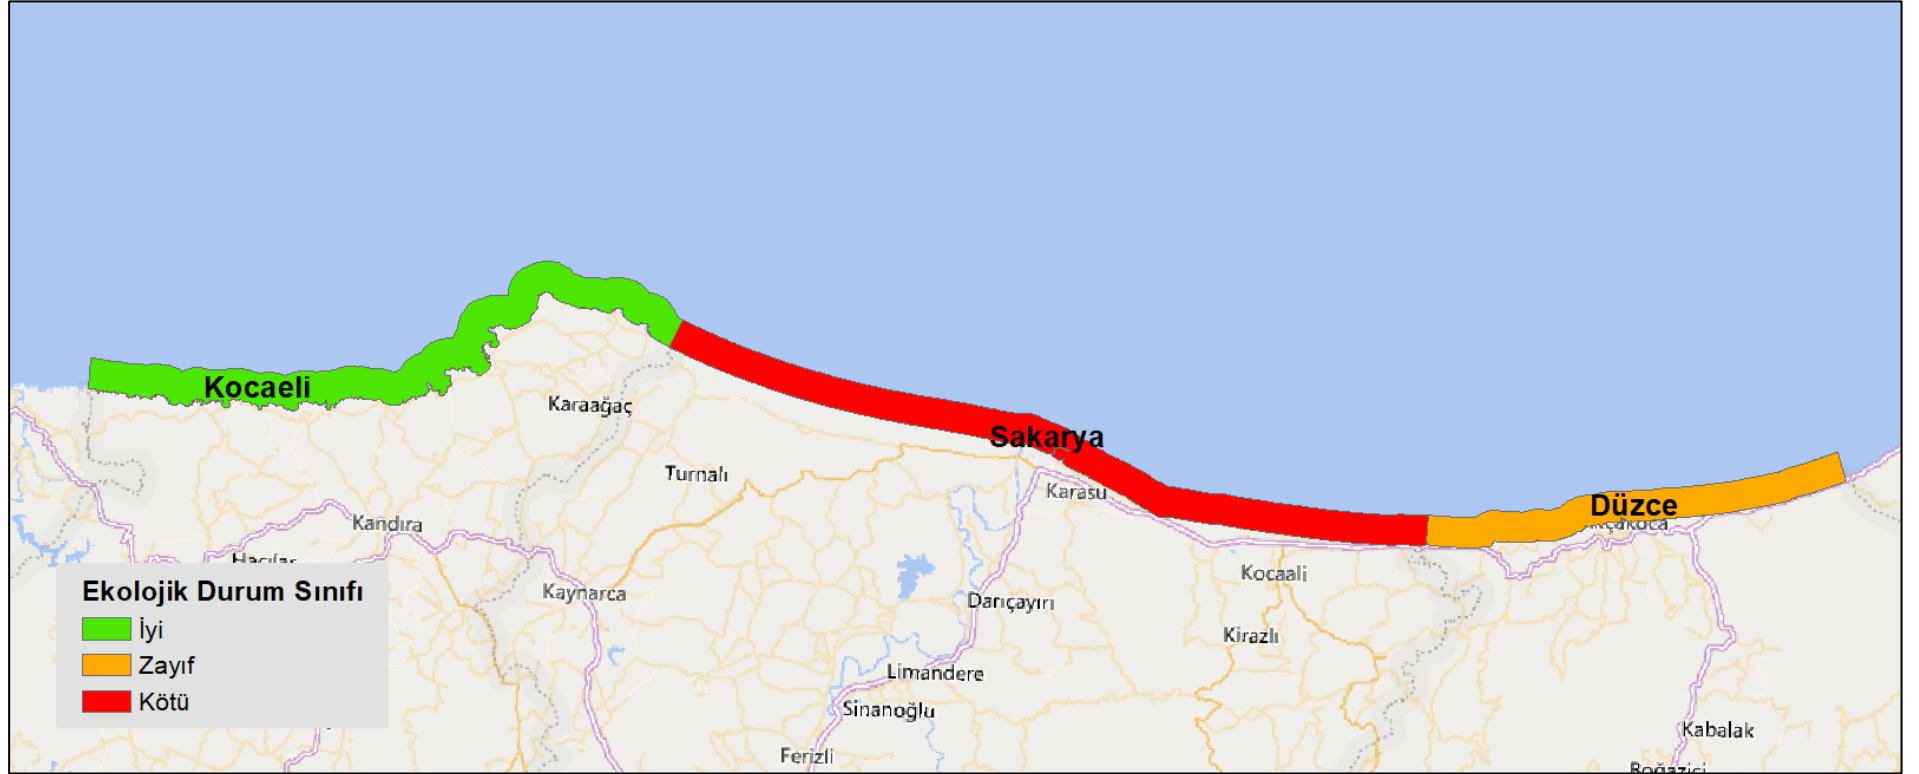 Kocaeli
Karaağaç
Sakarya
Turnalı
Karasu
Düzce
Kandıra
Kocaali
Kaynarca
Darıçayırı
Kirazlı
Limandere
Sinanoğlu
Kabalak
Ferizli
Ekolojik Durum Sınıfı
İyi
Zayıf
Kötü